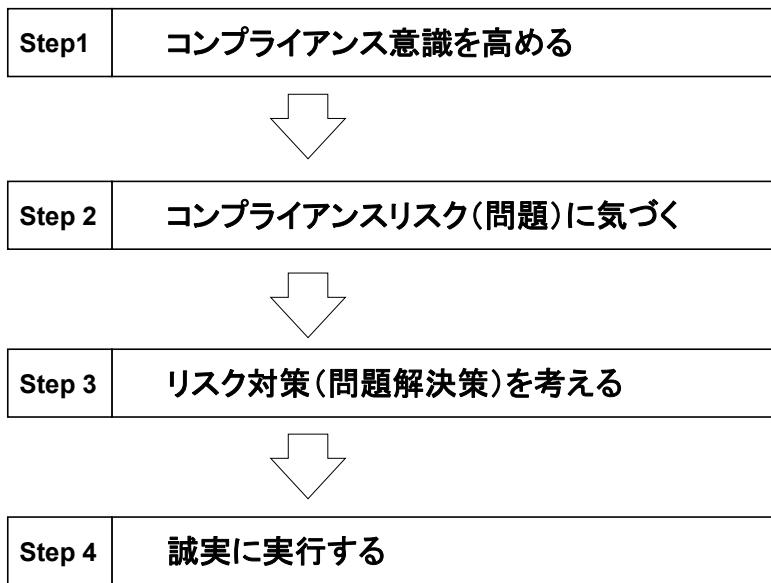 Step1 コンプライアンス意識を高める
Step 2 コンプライアンスリスク(問題)に気づく
Step 3 リスク対策(問題解決策)を考える
Step 4 誠実に実行する